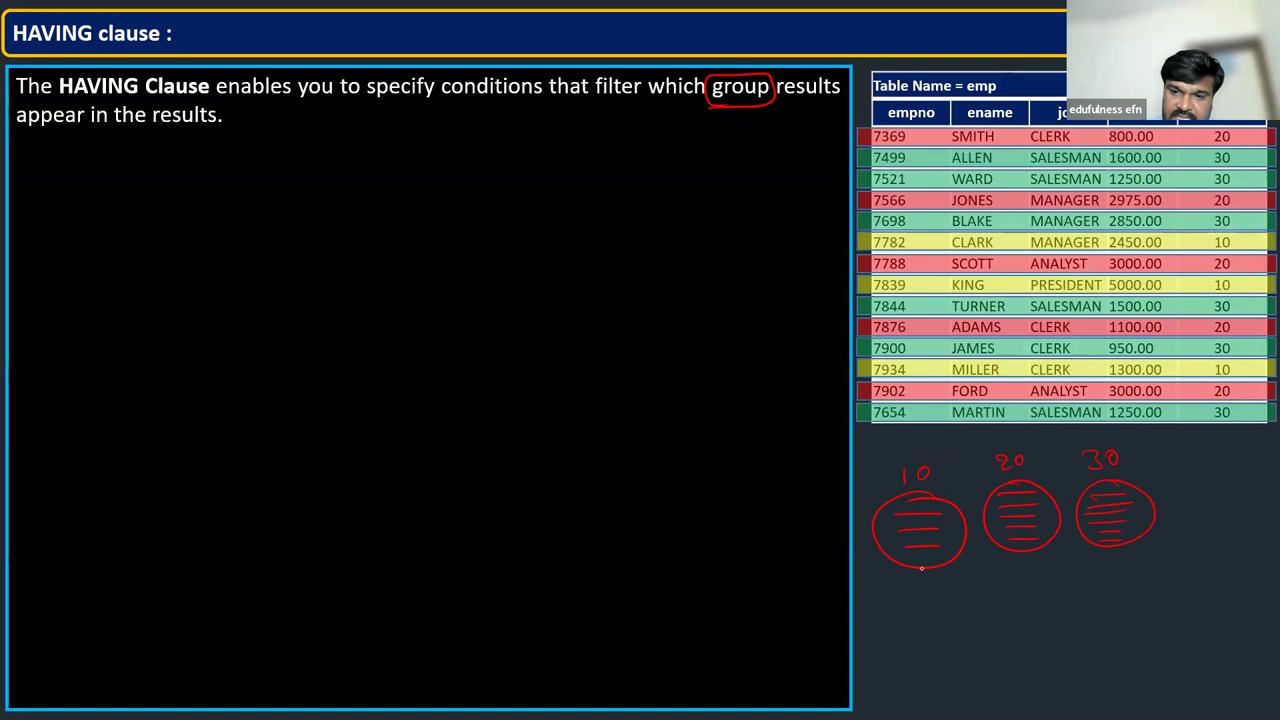 HAVING clause :
The HAVING Clause enables you to specify conditions that filter which group results
appear in the results.
Table Name = emp
edufulness efn
empno ename
7369 SMITH CLERK 800.00 20
7499 ALLEN SALESMAN 1600.00 30
7521 WARD SALESMAN 1250.00 30
7566 JONES MANAGER 2975.00 20
7698 BLAKE MANAGER 2850.00 30
7782 CLARK MANAGER 2450.00 10
7788 SCOTT ANALYST 3000.00 20
7839 KING PRESIDENT 5000.00 10
7844 TURNER SALESMAN 1500.00 30
7876 ADAMS CLERK 1100.00 20
7900 JAMES CLERK 950.00 30
7934 MILLER CLERK 1300.00 10
7902 FORD ANALYST 3000.00 20
7654 MARTIN SALESMAN 1250.00 30
10 20 30